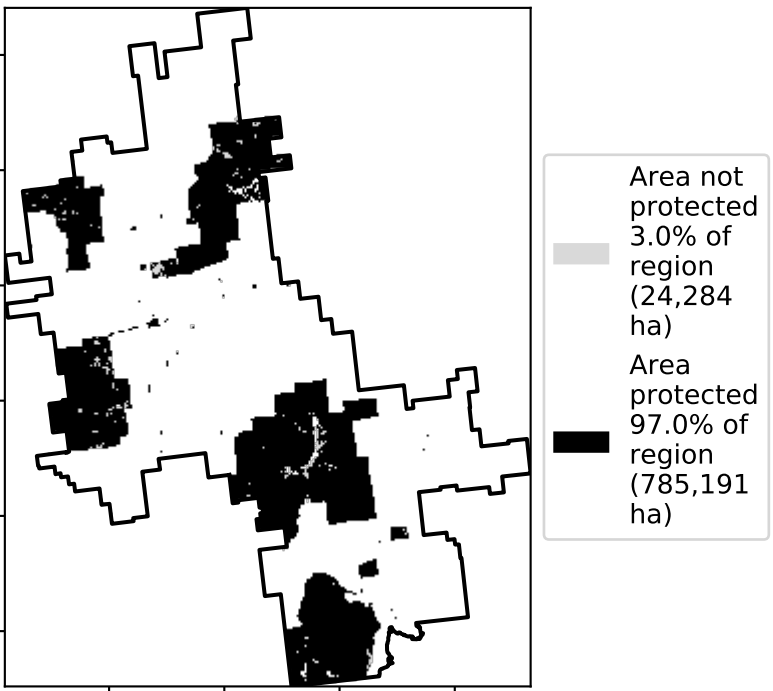 Area not
protected
3.0% of
region
(24,284
ha)
Area
protected
97.0% of
region
(785,191
ha)